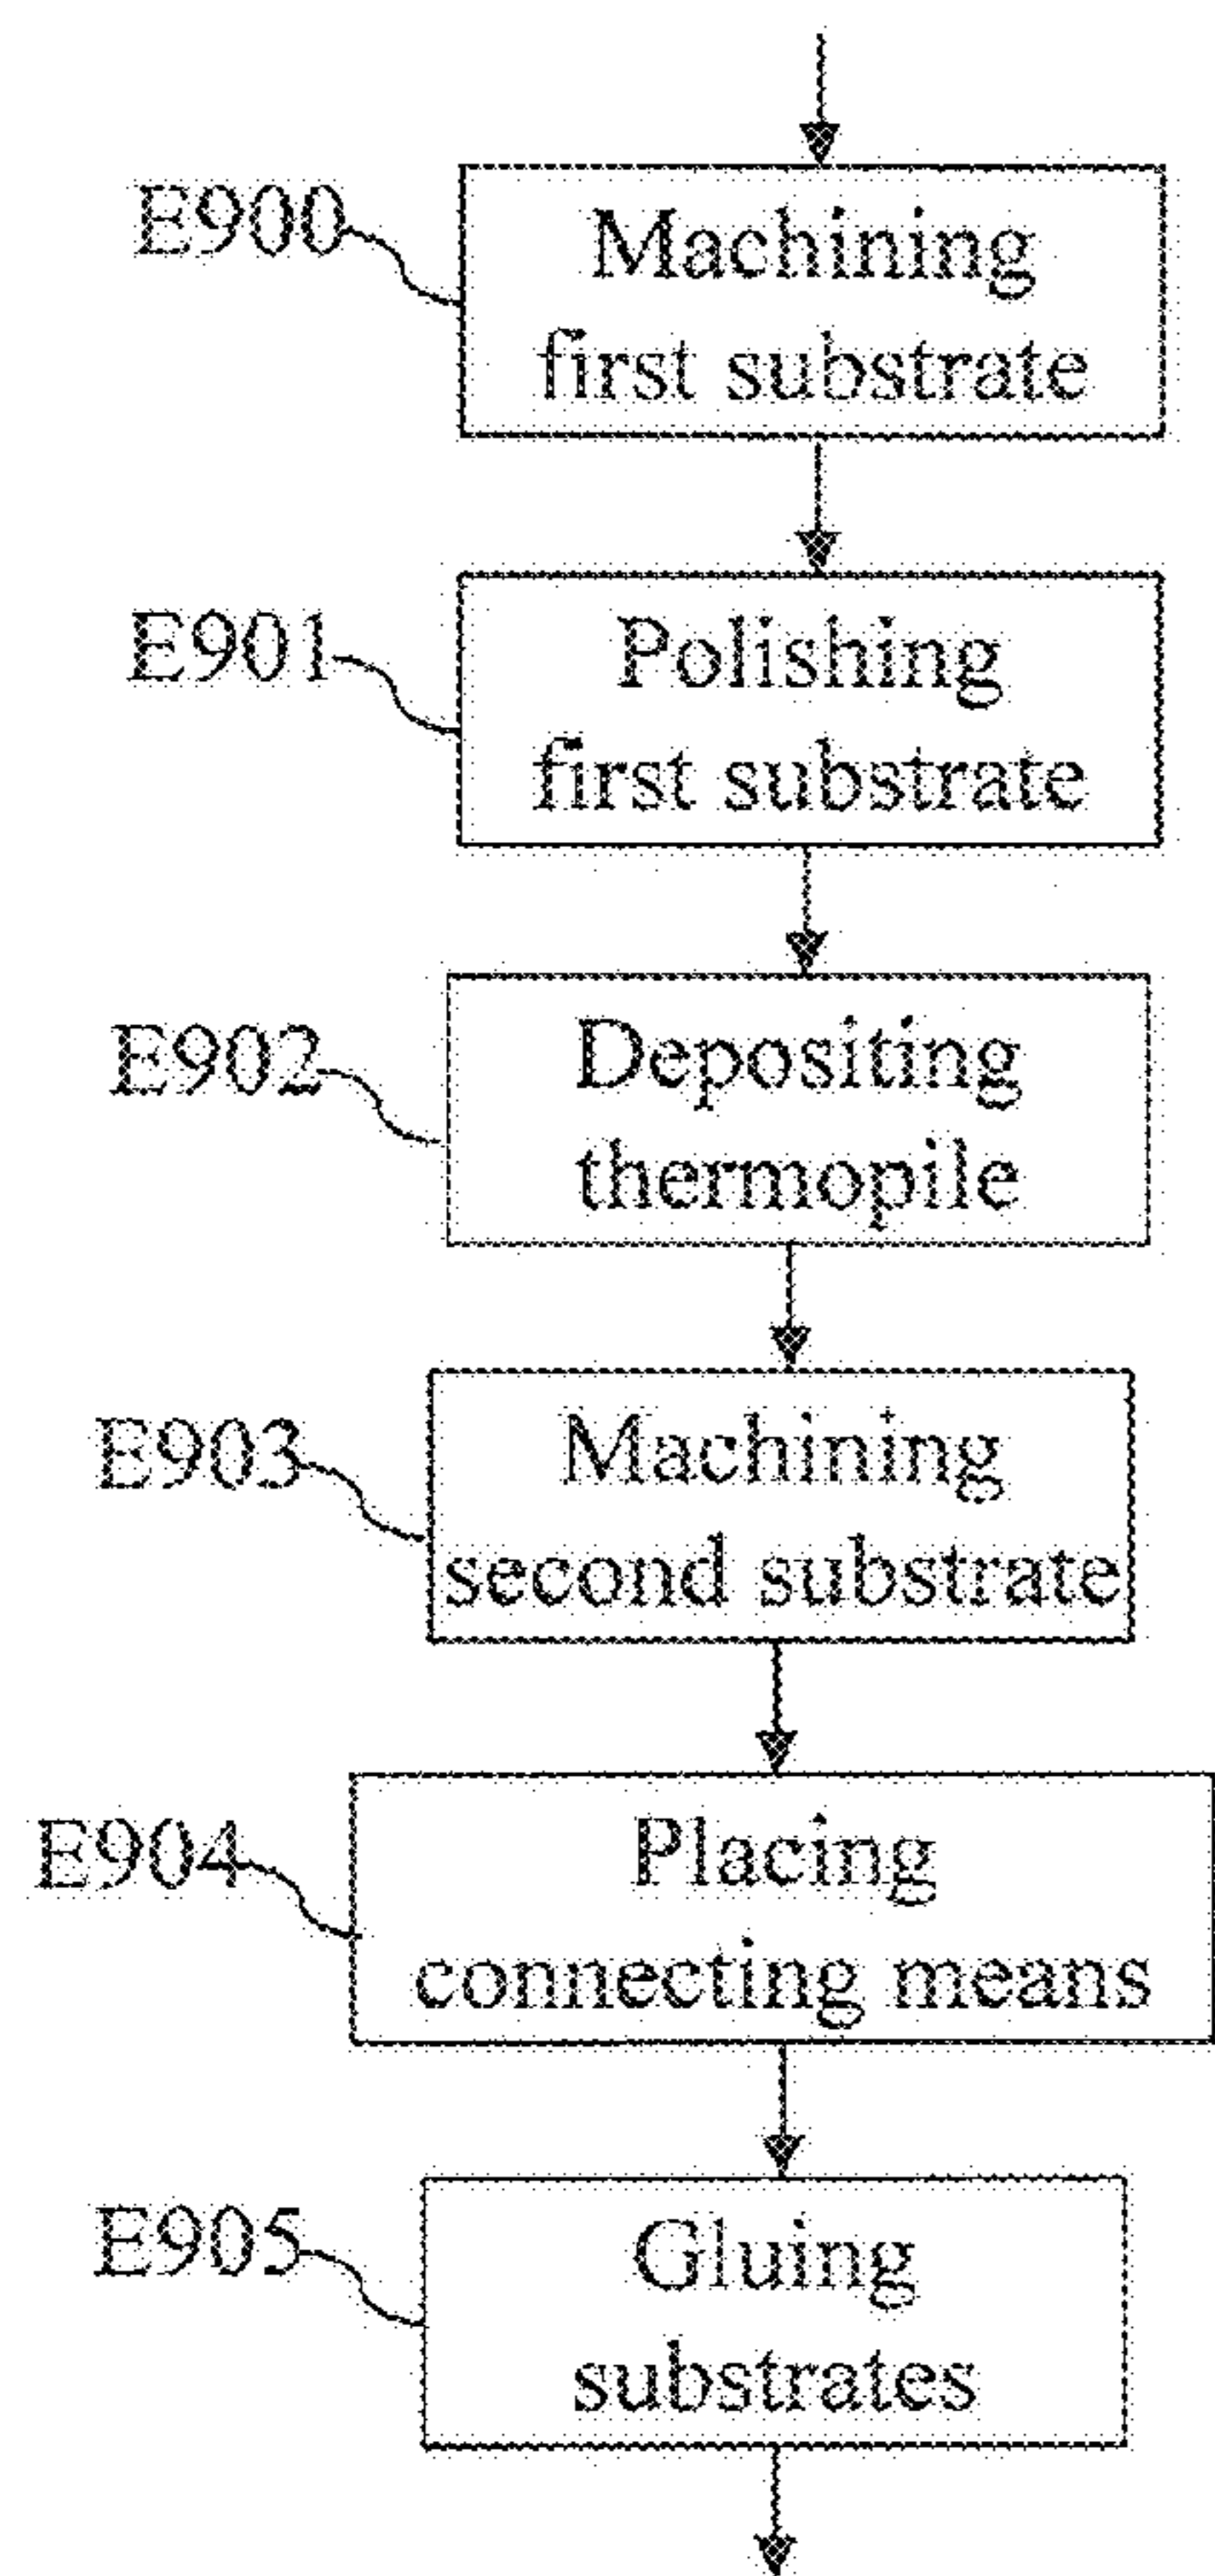 E900
Machining
first substrate
E901
Polishing
first substrate
E902
Depositing
thermopile
E903
Machining
second substrate
E904
Placing
connecting means
E905
Gluing
substrates